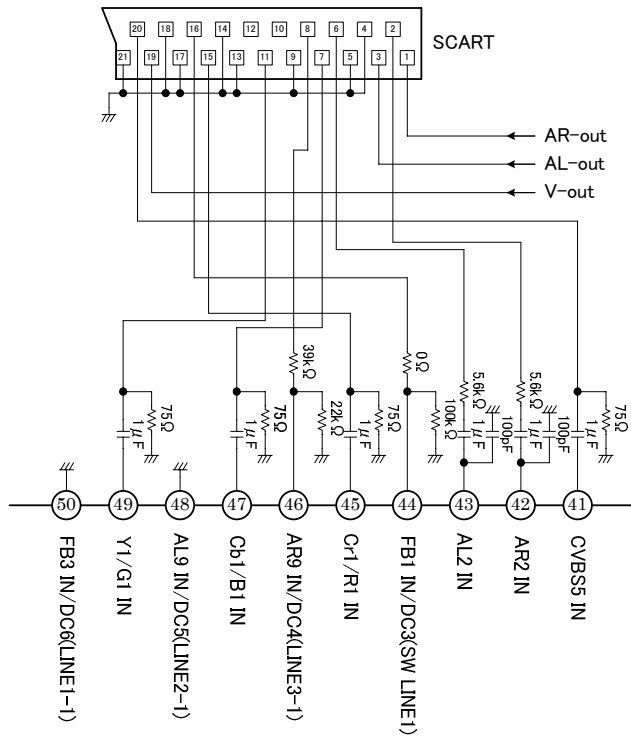 20 18 16 14 12 10 8 6 4 2
21 19 17 15 13 11 9 7 5 3 1
SCART
AR-out
AL-out
V-out
39kΩ
0Ω
5.6kΩ
5.6kΩ
75Ω
1μF
75Ω
1μF
22kΩ
75Ω
1μF
100kΩ
1μF
100pF
1μF
100pF
75Ω
1μF
50 49 48 47 46 45 44 43 42 41
FB3 IN/DC6(LINE1-1)
Y1/G1 IN
AL9 IN/DC5(LINE2-1)
Cb1/B1 IN
AR9 IN/DC4(LINE3-1)
Cr1/R1 IN
FB1 IN/DC3(SW LINE1)
AL2 IN
AR2 IN
CVBS5 IN